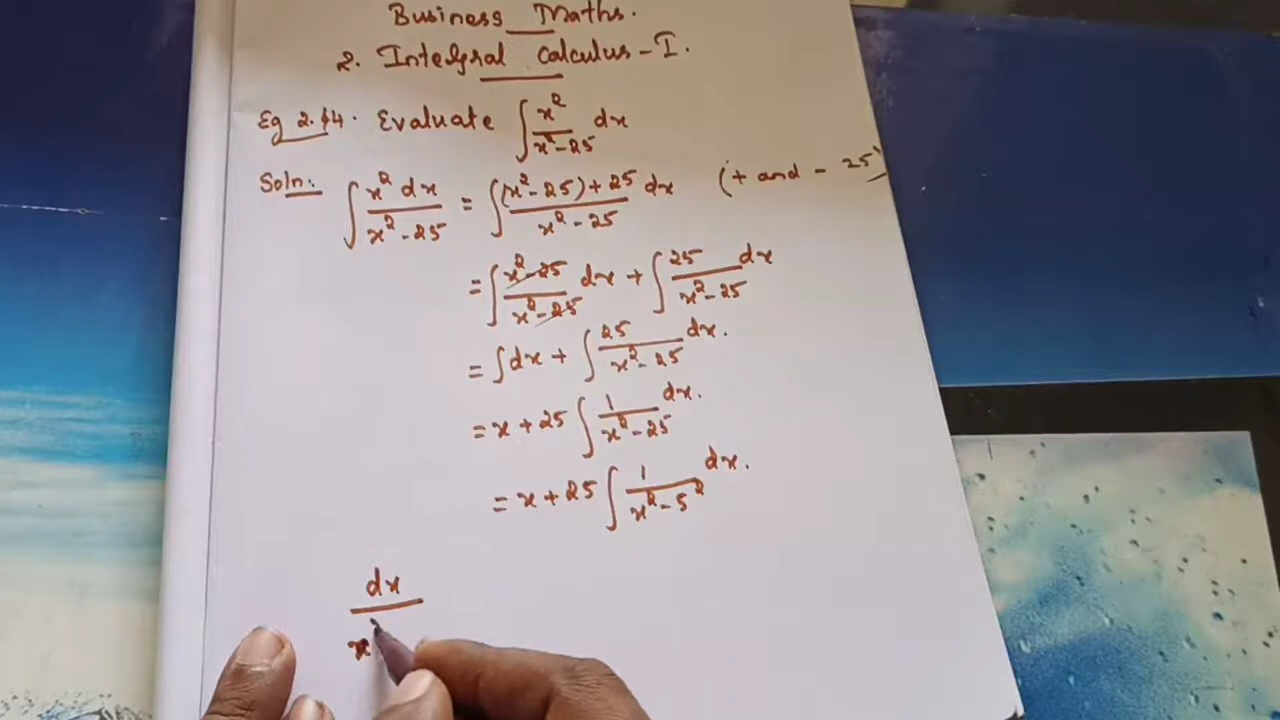 Business Maths.
2. Integral Calculus - I.
Eg 2.44. Evaluate ∫ x²/(x²-25) dx
Soln: ∫ x² dx/(x²-25) = ∫ ((x²-25)+25)/(x²-25) dx (+ and - 25)
= ∫ (x²-25)/(x²-25) dx + ∫ 25/(x²-25) dx
= ∫ dx + ∫ 25/(x²-25) dx.
= x + 25 ∫ 1/(x²-25) dx.
= x + 25 ∫ 1/(x²-5²) dx.
dx/x